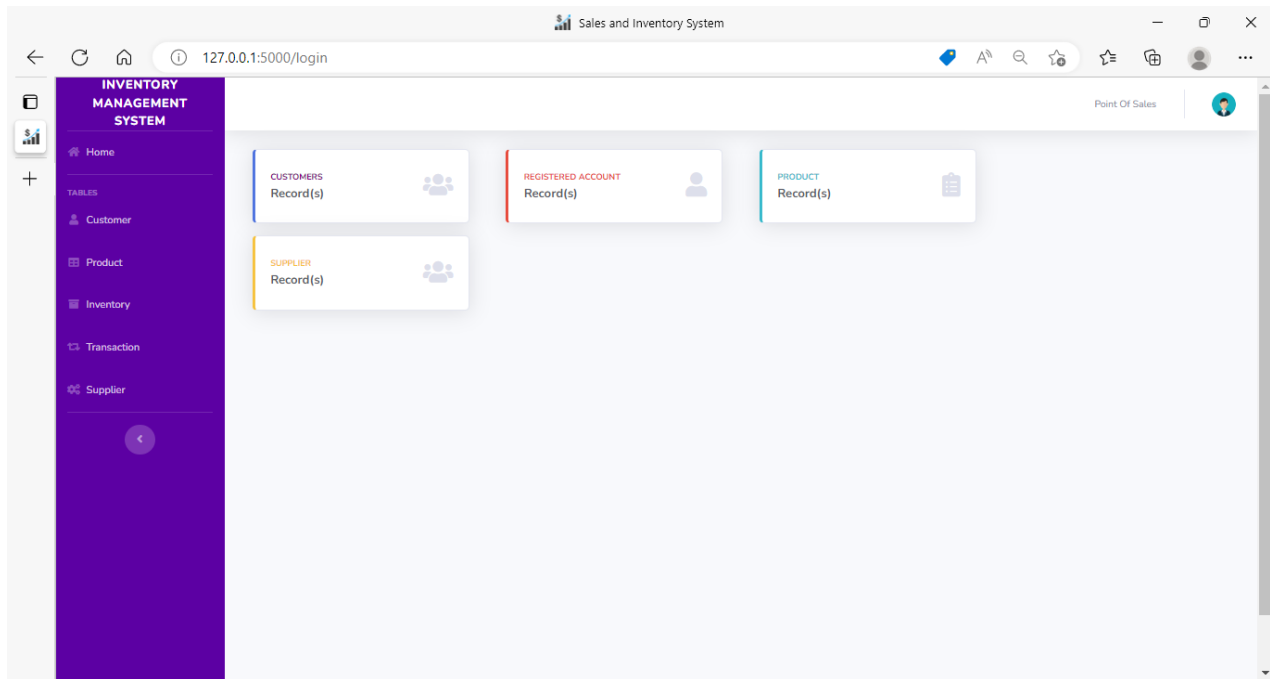 Sales and Inventory System
127.0.0.1:5000/login
INVENTORY
MANAGEMENT
SYSTEM
Point Of Sales
Home
TABLES
Customer
Product
Inventory
Transaction
Supplier
CUSTOMERS
Record(s)
REGISTERED ACCOUNT
Record(s)
PRODUCT
Record(s)
SUPPLIER
Record(s)